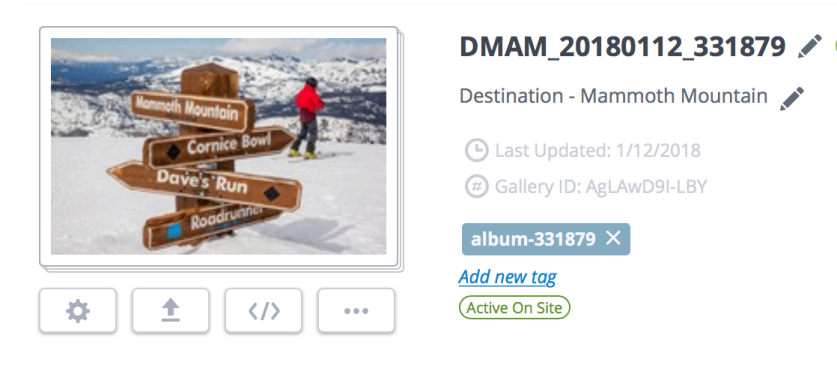 Mammoth Mountain
Cornice Bowl
Dave's Run
Roadrunner
DMAM_20180112_331879
Destination - Mammoth Mountain
Last Updated: 1/12/2018
# Gallery ID: AgLAwD9I-LBY
album-331879 ×
Add new tag
Active On Site